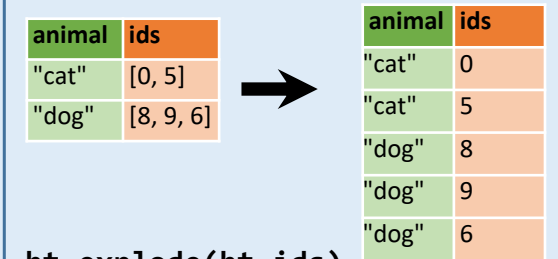 animal ids
"cat" [0, 5]
"dog" [8, 9, 6]
animal ids
"cat" 0
"cat" 5
"dog" 8
"dog" 9
"dog" 6
ht.explode(ht.ids)